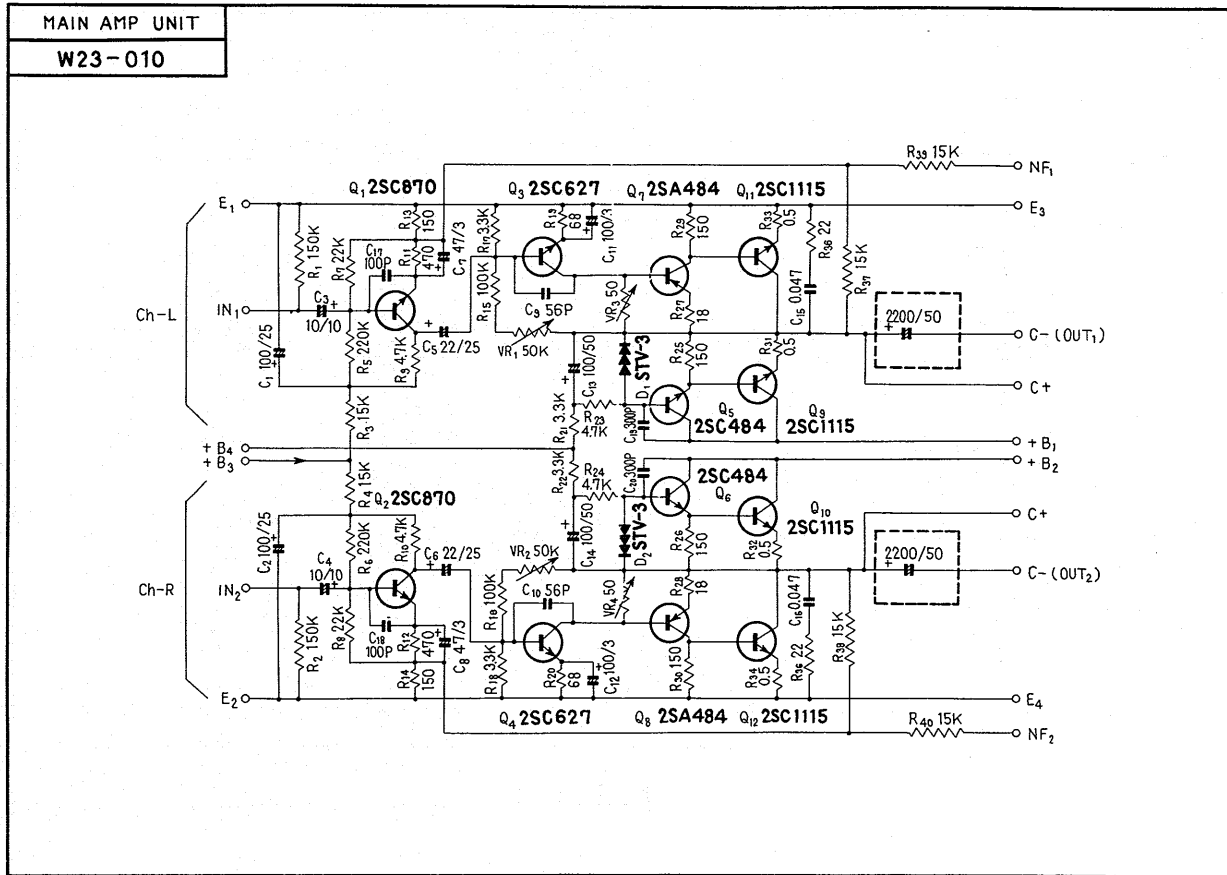 MAIN AMP UNIT
W23-010
R39 15K
NF1
Q1 2SC870
Q3 2SC627
Q7 2SA484
Q11 2SC1115
E1
E3
R1 150K
R7 22K
C17 100P
R13 150
R11 470
C7 47/3
R17 3.3K
R15 100K
R19 68
C11 100/3
C9 56P
R29 150
R33 0.5
R36 22
C15 0.047
R37 15K
Ch-L
IN1
C3 +
10/10
C1 100/25
R5 220K
R9 4.7K
C5 22/25
VR1 50K
VR3 50
R27 18
R25 150
R31 0.5
+ 2200/50
C- (OUT1)
C+
C13 100/50
D1 STV-3
R3 15K
R21 3.3K
R23 4.7K
C19 300P
Q5 2SC484
Q9 2SC1115
+ B4
+ B3
+ B1
+ B2
R4 15K
Q2 2SC870
R22 3.3K
R24 4.7K
C20 300P
2SC484
Q6
Q10
2SC1115
C+
C2 100/25
R6 220K
R10 4.7K
C6 22/25
VR2 50K
C14 100/50
D2 STV-3
R26 150
R32 0.5
+ 2200/50
C- (OUT2)
Ch-R
IN2
C4
10/10 +
R2 150K
R8 22K
C18 100P
R12 470
R14 150
C8 47/3
R16 100K
R18 3.3K
C10 56P
VR4 50
R28 18
R20 68
C12 100/3
R30 150
R34 0.5
C16 0.047
R36 22
R38 15K
E2
E4
Q4 2SC627
Q8 2SA484
Q12 2SC1115
R40 15K
NF2